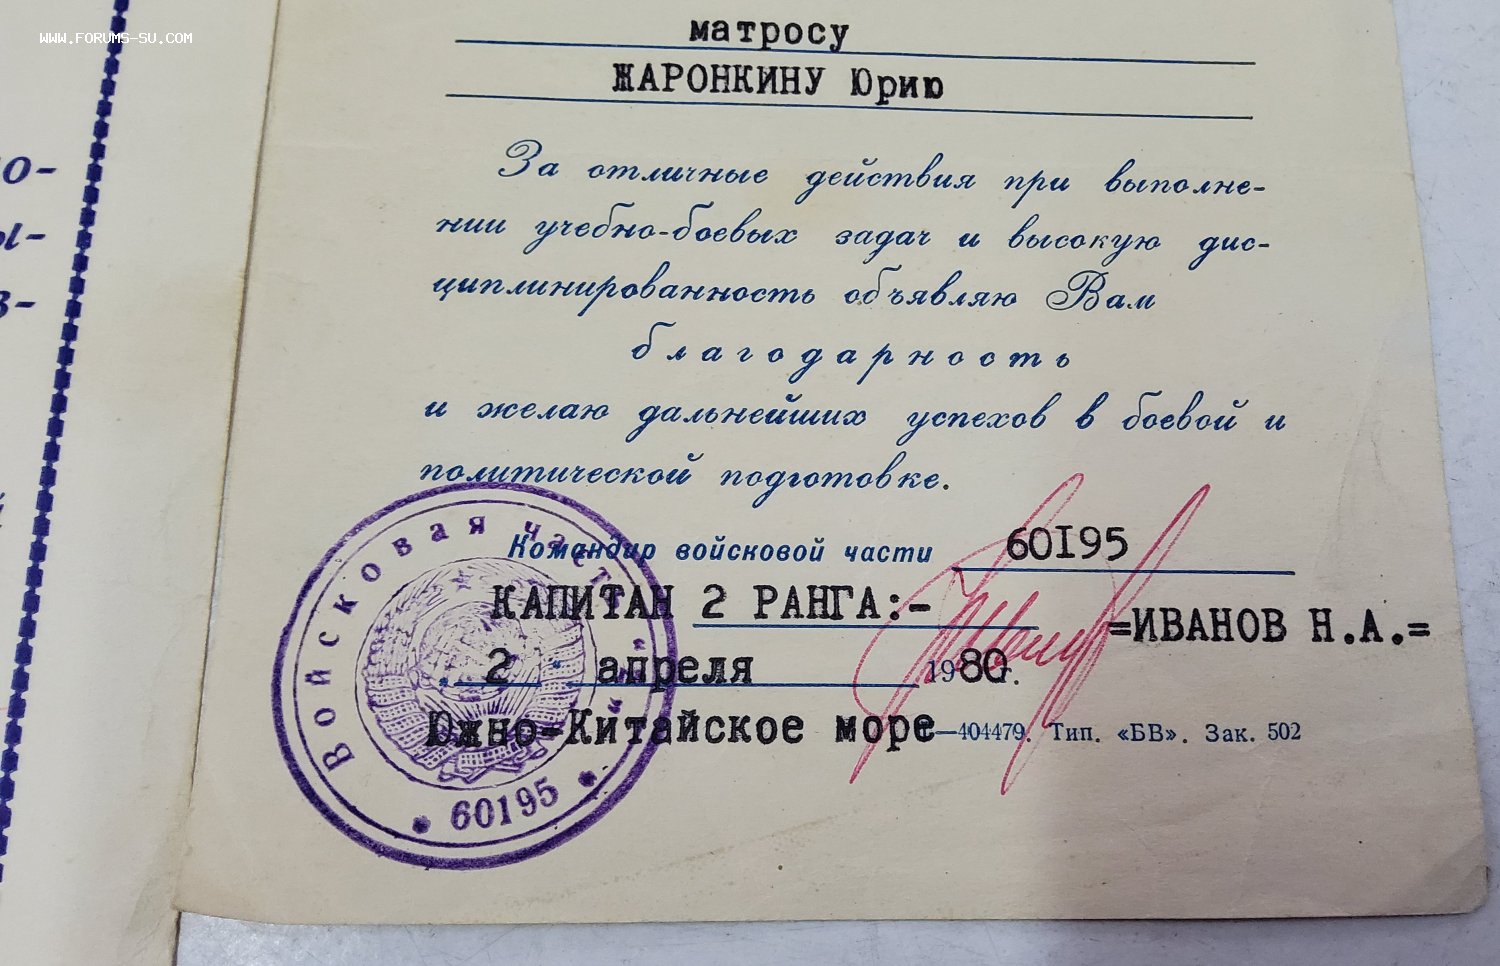 WWW.FORUMS-SU.COM
о-
ы-
з-
й
матросу
ЖАРОНКИНУ Юрию
За отличные действия при выполне-
нии учебно-боевых задач и высокую дис-
циплинированность объявляю Вам
благодарность
и желаю дальнейших успехов в боевой и
политической подготовке.
Командир войсковой части 60I95
КАПИТАН 2 РАНГА:- =ИВАНОВ Н.А.=
2 апреля 1980г.
Южно-Китайское море —404479. Тип. «БВ». Зак. 502
Войсковая часть
* 60195 *